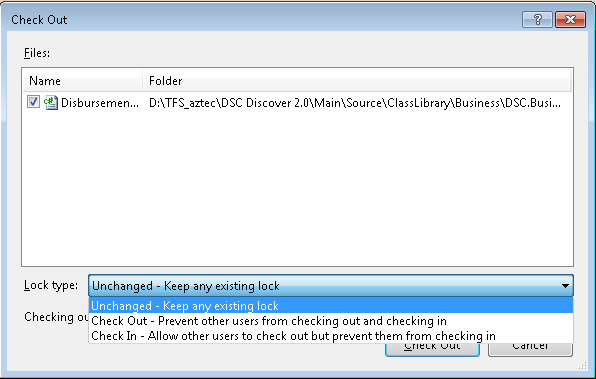 Check Out
Files:
Name Folder
Disbursemen... D:\TFS_aztec\DSC Discover 2.0\Main\Source\ClassLibrary\Business\DSC.Busi...
Lock type: Unchanged - Keep any existing lock
Unchanged - Keep any existing lock
Checking ou
Check Out - Prevent other users from checking out and checking in
Check In - Allow other users to check out but prevent them from checking in
Check Out Cancel